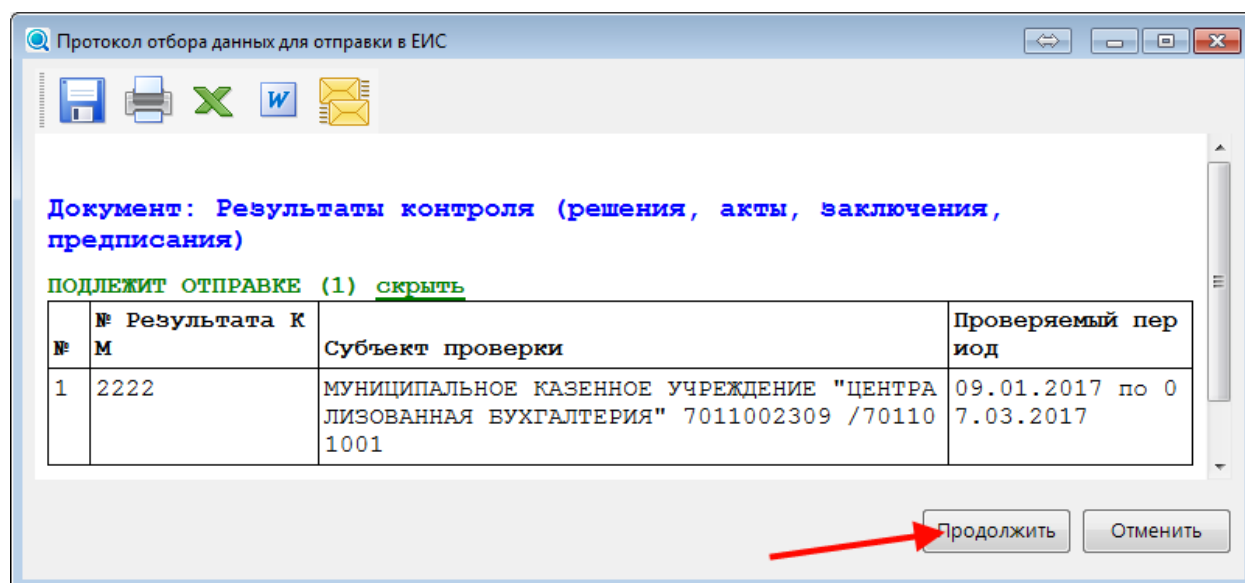 Протокол отбора данных для отправки в ЕИС
Документ: Результаты контроля (решения, акты, заключения,
предписания)
ПОДЛЕЖИТ ОТПРАВКЕ (1) скрыть
№ № Результата К
М Субъект проверки Проверяемый пер
иод
1 2222 МУНИЦИПАЛЬНОЕ КАЗЕННОЕ УЧРЕЖДЕНИЕ "ЦЕНТРА 09.01.2017 по 0
ЛИЗОВАННАЯ БУХГАЛТЕРИЯ" 7011002309 /70110 7.03.2017
1001
Продолжить Отменить